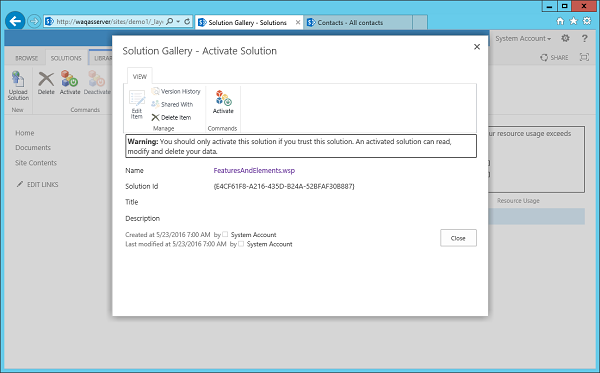 http://waqasserver/sites/demo1/_layo
Solution Gallery - Solutions
Contacts - All contacts
System Account
BROWSE
SOLUTIONS
LIBRA
SHARE
Upload
Solution
Delete
Activate
Deactivate
New
Commands
Home
Documents
Site Contents
EDIT LINKS
Solution Gallery - Activate Solution
VIEW
Edit
Item
Version History
Shared With
Delete Item
Activate
Manage
Commands
Warning: You should only activate this solution if you trust this solution. An activated solution can read,
modify and delete your data.
Name FeaturesAndElements.wsp
Solution Id {E4CF61F8-A216-435D-B24A-52BFAF30B887}
Title
Description
Created at 5/23/2016 7:00 AM by System Account
Last modified at 5/23/2016 7:00 AM by System Account
Close
ur resource usage exceeds
Resource Usage